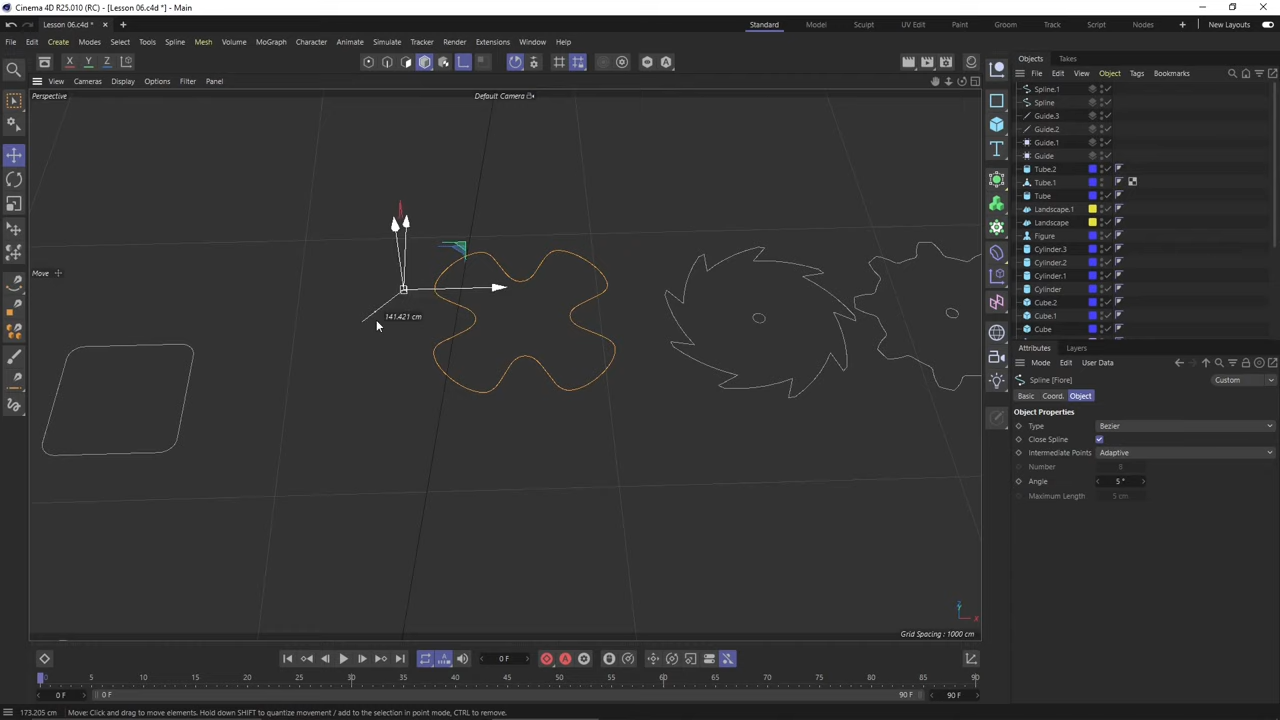 Cinema 4D R25.010 (RC) - [Lesson 06.c4d *] - Main
Lesson 06.c4d *
Standard
Model
Sculpt
UV Edit
Paint
Groom
Track
Script
Nodes
New Layouts
File Edit Create Modes Select Tools Spline Mesh Volume MoGraph Character Animate Simulate Tracker Render Extensions Window Help
X Y Z
Objects Takes
View Cameras Display Options Filter Panel
File Edit View Object Tags Bookmarks
Perspective
Default Camera
Spline.1
Spline
Guide.3
Guide.2
Guide.1
Guide
Tube.2
Tube.1
Tube
Landscape.1
Landscape
Figure
Cylinder.3
Cylinder.2
Cylinder.1
Cylinder
Cube.2
Cube.1
Cube
Move
141.421 cm
Attributes Layers
Mode Edit User Data
Spline [Fiore]
Custom
Basic Coord. Object
Object Properties
Type Bezier
Close Spline
Intermediate Points Adaptive
Number 8
Angle 5 °
Maximum Length 5 cm
Y
X
Grid Spacing : 1000 cm
0 F
0 5 10 15 20 25 30 35 40 45 50 55 60 65 70 75 80 85 90
0 F 0 F 90 F 90 F
173.205 cm Move: Click and drag to move elements. Hold down SHIFT to quantize movement / add to the selection in point mode, CTRL to remove.